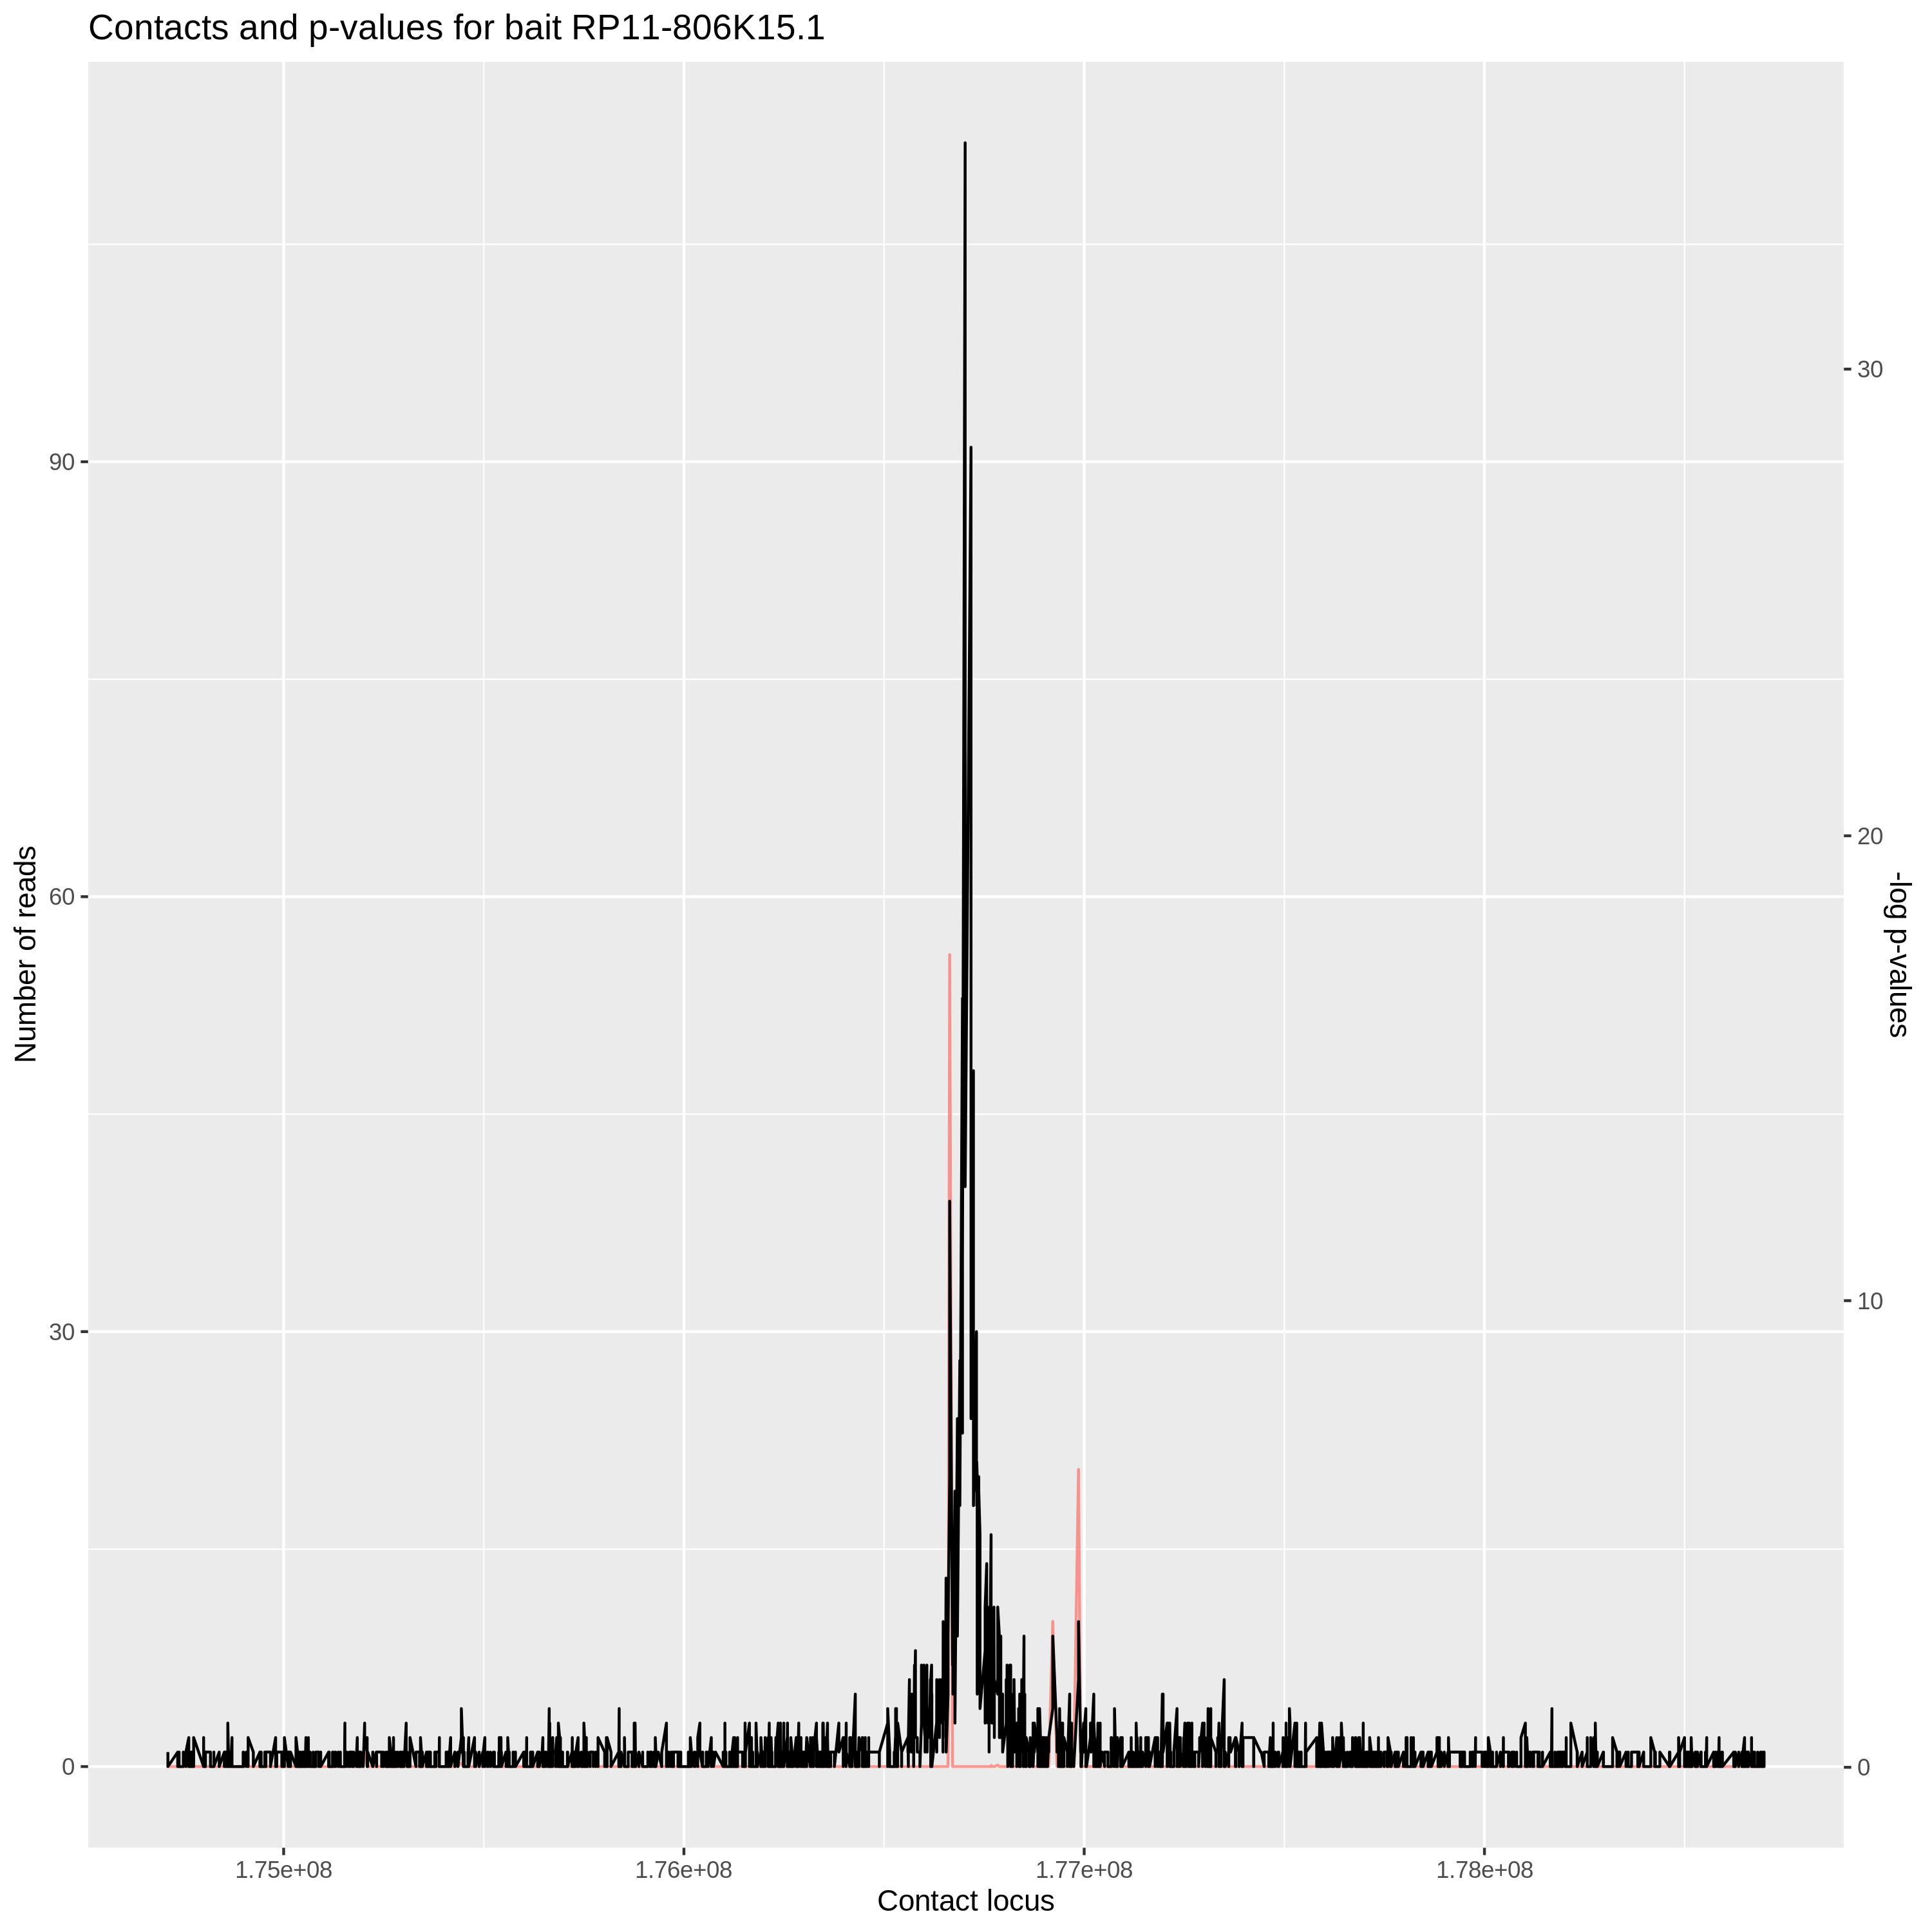 Contacts and p-values for bait RP11-806K15.1
Number of reads
90
60
30
0
30
20
10
0
-log p-values
1.75e+08
1.76e+08
1.77e+08
1.78e+08
Contact locus